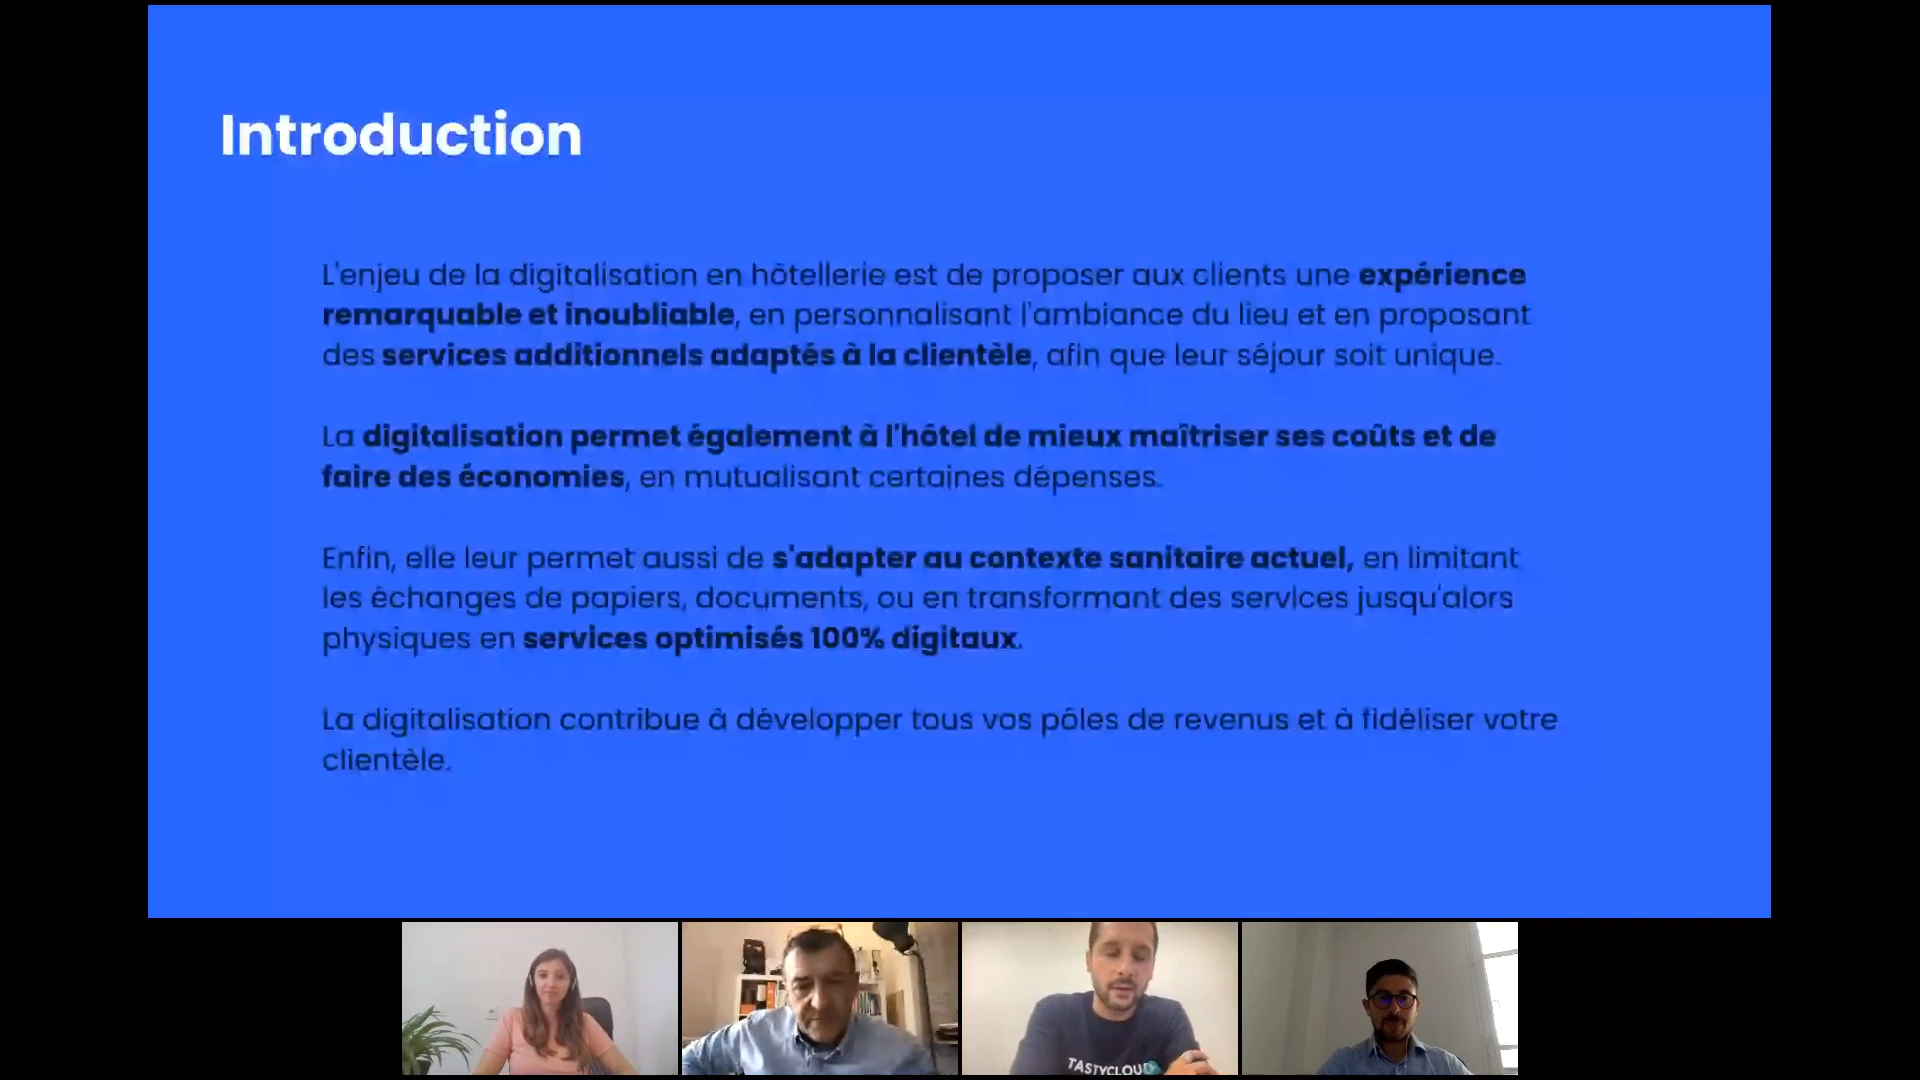 Introduction
L'enjeu de la digitalisation en hôtellerie est de proposer aux clients une expérience
remarquable et inoubliable, en personnalisant l'ambiance du lieu et en proposant
des services additionnels adaptés à la clientèle, afin que leur séjour soit unique.
La digitalisation permet également à l'hôtel de mieux maîtriser ses coûts et de
faire des économies, en mutualisant certaines dépenses.
Enfin, elle leur permet aussi de s'adapter au contexte sanitaire actuel, en limitant
les échanges de papiers, documents, ou en transformant des services jusqu'alors
physiques en services optimisés 100% digitaux.
La digitalisation contribue à développer tous vos pôles de revenus et à fidéliser votre
clientèle.
TASTYCLOUD